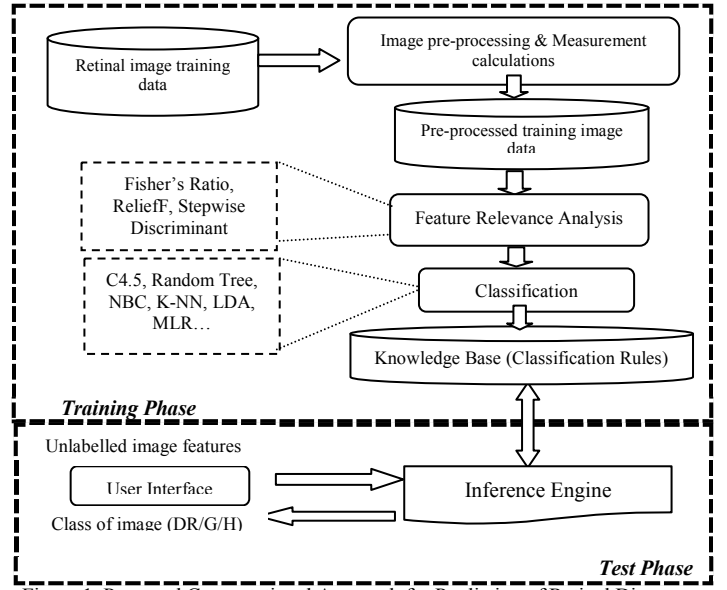 Retinal image training
data
Image pre-processing & Measurement
calculations
Pre-processed training image
data
Fisher's Ratio,
ReliefF, Stepwise
Discriminant
Feature Relevance Analysis
C4.5, Random Tree,
NBC, K-NN, LDA,
MLR…
Classification
Knowledge Base (Classification Rules)
Training Phase
Unlabelled image features
User Interface
Inference Engine
Class of image (DR/G/H)
Test Phase